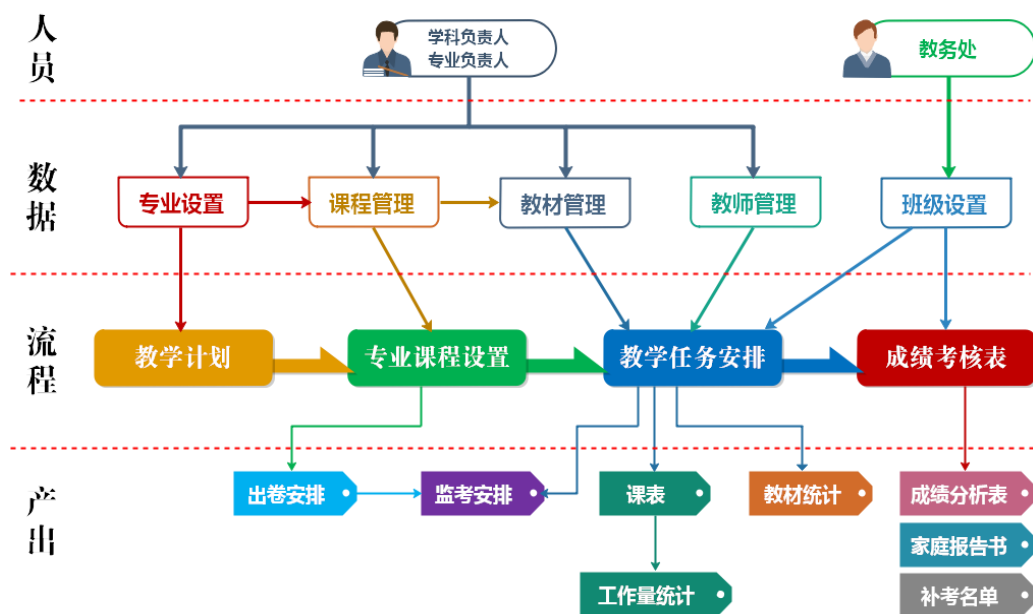 人员
学科负责人
专业负责人
教务处
数据
专业设置
课程管理
教材管理
教师管理
班级设置
流程
教学计划
专业课程设置
教学任务安排
成绩考核表
产出
出卷安排
监考安排
课表
教材统计
成绩分析表
家庭报告书
工作量统计
补考名单